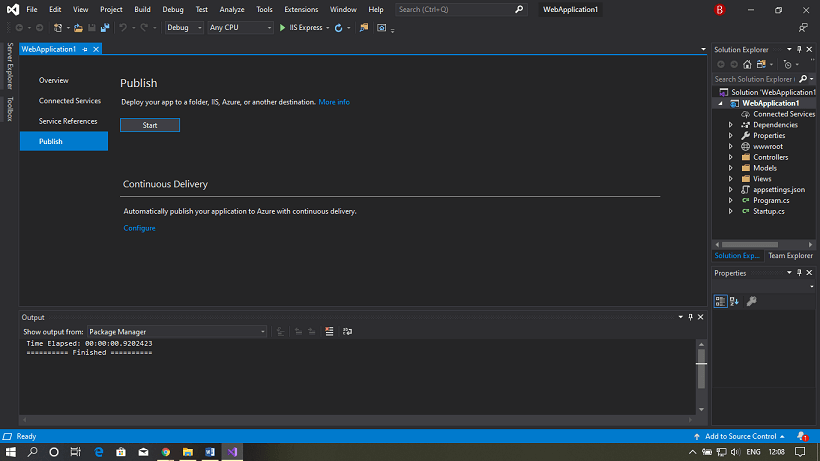 File Edit View Project Build Debug Test Analyze Tools Extensions Window Help Search (Ctrl+Q) WebApplication1 B
Debug Any CPU IIS Express
Server Explorer
Toolbox
WebApplication1
Overview
Connected Services
Service References
Publish
Publish
Deploy your app to a folder, IIS, Azure, or another destination. More info
Start
Continuous Delivery
Automatically publish your application to Azure with continuous delivery.
Configure
Output
Show output from: Package Manager
Time Elapsed: 00:00:00.9202423
========== Finished ==========
Solution Explorer
Search Solution Explorer (
Solution 'WebApplication1
WebApplication1
Connected Services
Dependencies
Properties
wwwroot
Controllers
Models
Views
appsettings.json
Program.cs
Startup.cs
Solution Exp... Team Explorer
Properties
Ready Add to Source Control 1
ENG 12:08